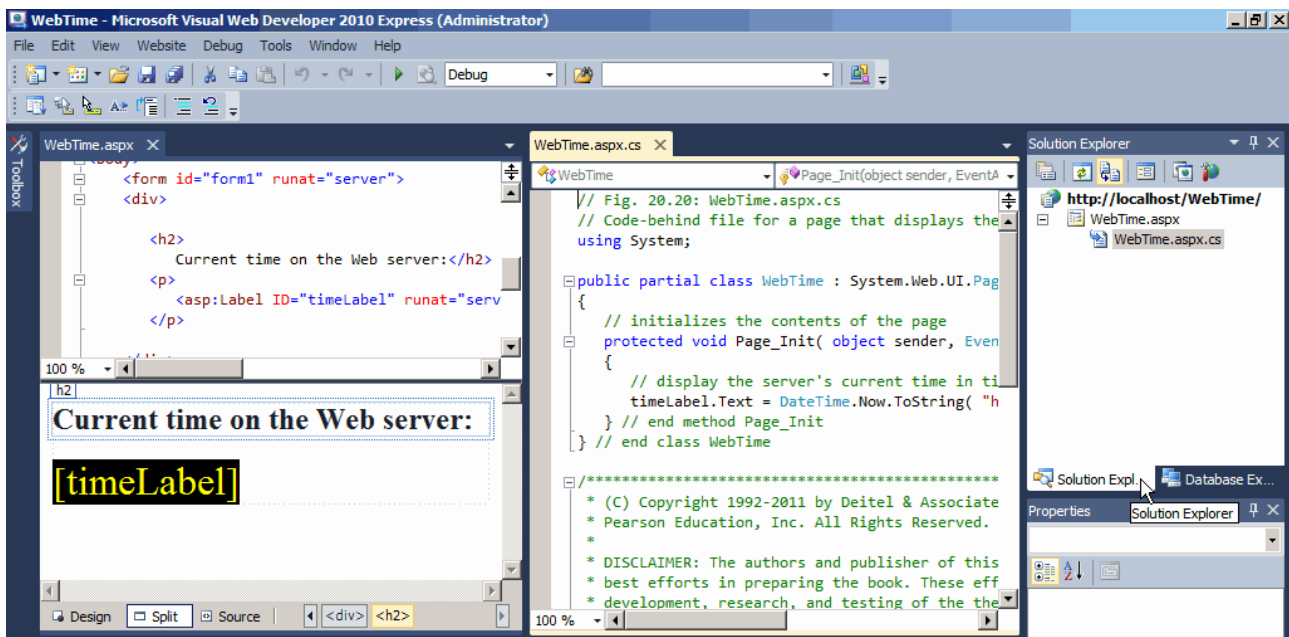 WebTime - Microsoft Visual Web Developer 2010 Express (Administrator)
File Edit View Website Debug Tools Window Help
Debug
Toolbox
WebTime.aspx
<form id="form1" runat="server">
<div>
<h2>
Current time on the Web server:</h2>
<p>
<asp:Label ID="timeLabel" runat="serv
</p>
100 %
h2
Current time on the Web server:
[timeLabel]
Design Split Source <div> <h2>
WebTime.aspx.cs
WebTime Page_Init(object sender, EventA
// Fig. 20.20: WebTime.aspx.cs
// Code-behind file for a page that displays the
using System;
public partial class WebTime : System.Web.UI.Pag
{
// initializes the contents of the page
protected void Page_Init( object sender, Even
{
// display the server's current time in ti
timeLabel.Text = DateTime.Now.ToString( "h
} // end method Page_Init
} // end class WebTime
/**************************************************
* (C) Copyright 1992-2011 by Deitel & Associate
* Pearson Education, Inc. All Rights Reserved.
*
* DISCLAIMER: The authors and publisher of this
* best efforts in preparing the book. These eff
* development, research, and testing of the the
100 %
Solution Explorer
http://localhost/WebTime/
WebTime.aspx
WebTime.aspx.cs
Solution Expl... Database Ex...
Properties Solution Explorer